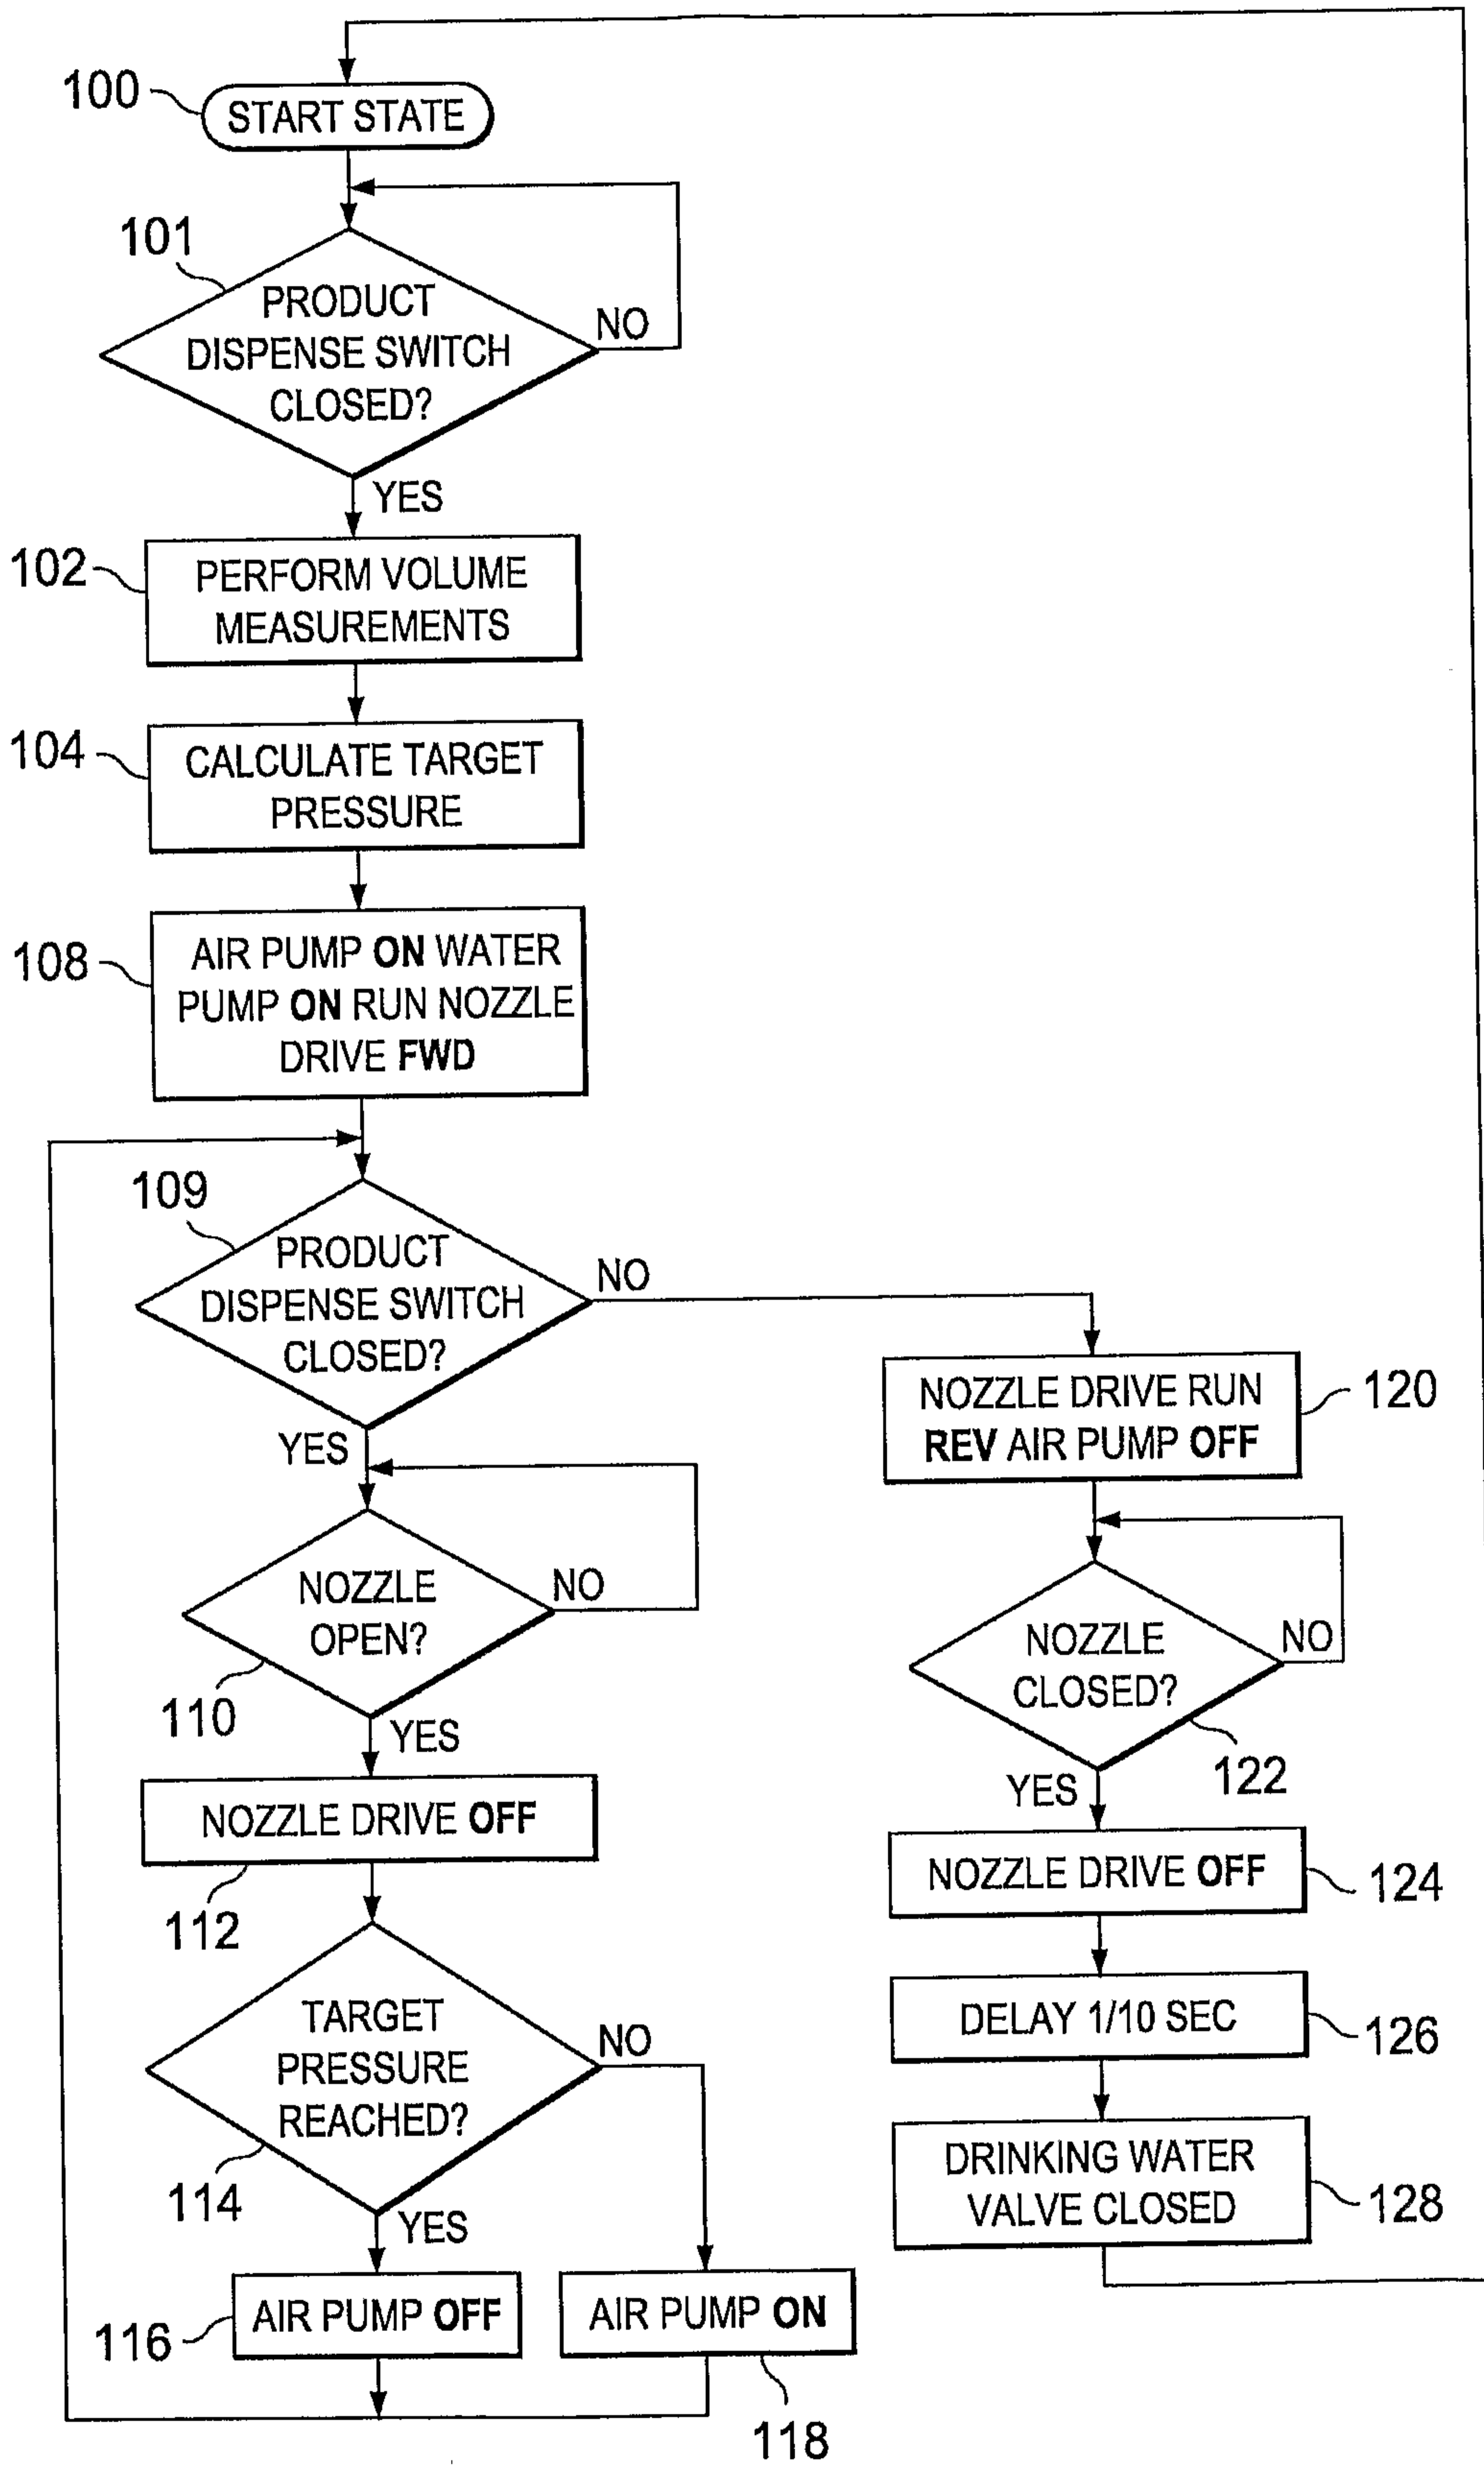 100
START STATE
101
PRODUCT
DISPENSE SWITCH
CLOSED?
NO
YES
102
PERFORM VOLUME
MEASUREMENTS
104
CALCULATE TARGET
PRESSURE
108
AIR PUMP ON WATER
PUMP ON RUN NOZZLE
DRIVE FWD
109
PRODUCT
DISPENSE SWITCH
CLOSED?
NO
YES
NOZZLE
OPEN?
NO
110
YES
NOZZLE DRIVE OFF
112
TARGET
PRESSURE
REACHED?
NO
114
YES
AIR PUMP OFF
116
AIR PUMP ON
118
NOZZLE DRIVE RUN
REV AIR PUMP OFF
120
NOZZLE
CLOSED?
NO
122
YES
NOZZLE DRIVE OFF
124
DELAY 1/10 SEC
126
DRINKING WATER
VALVE CLOSED
128